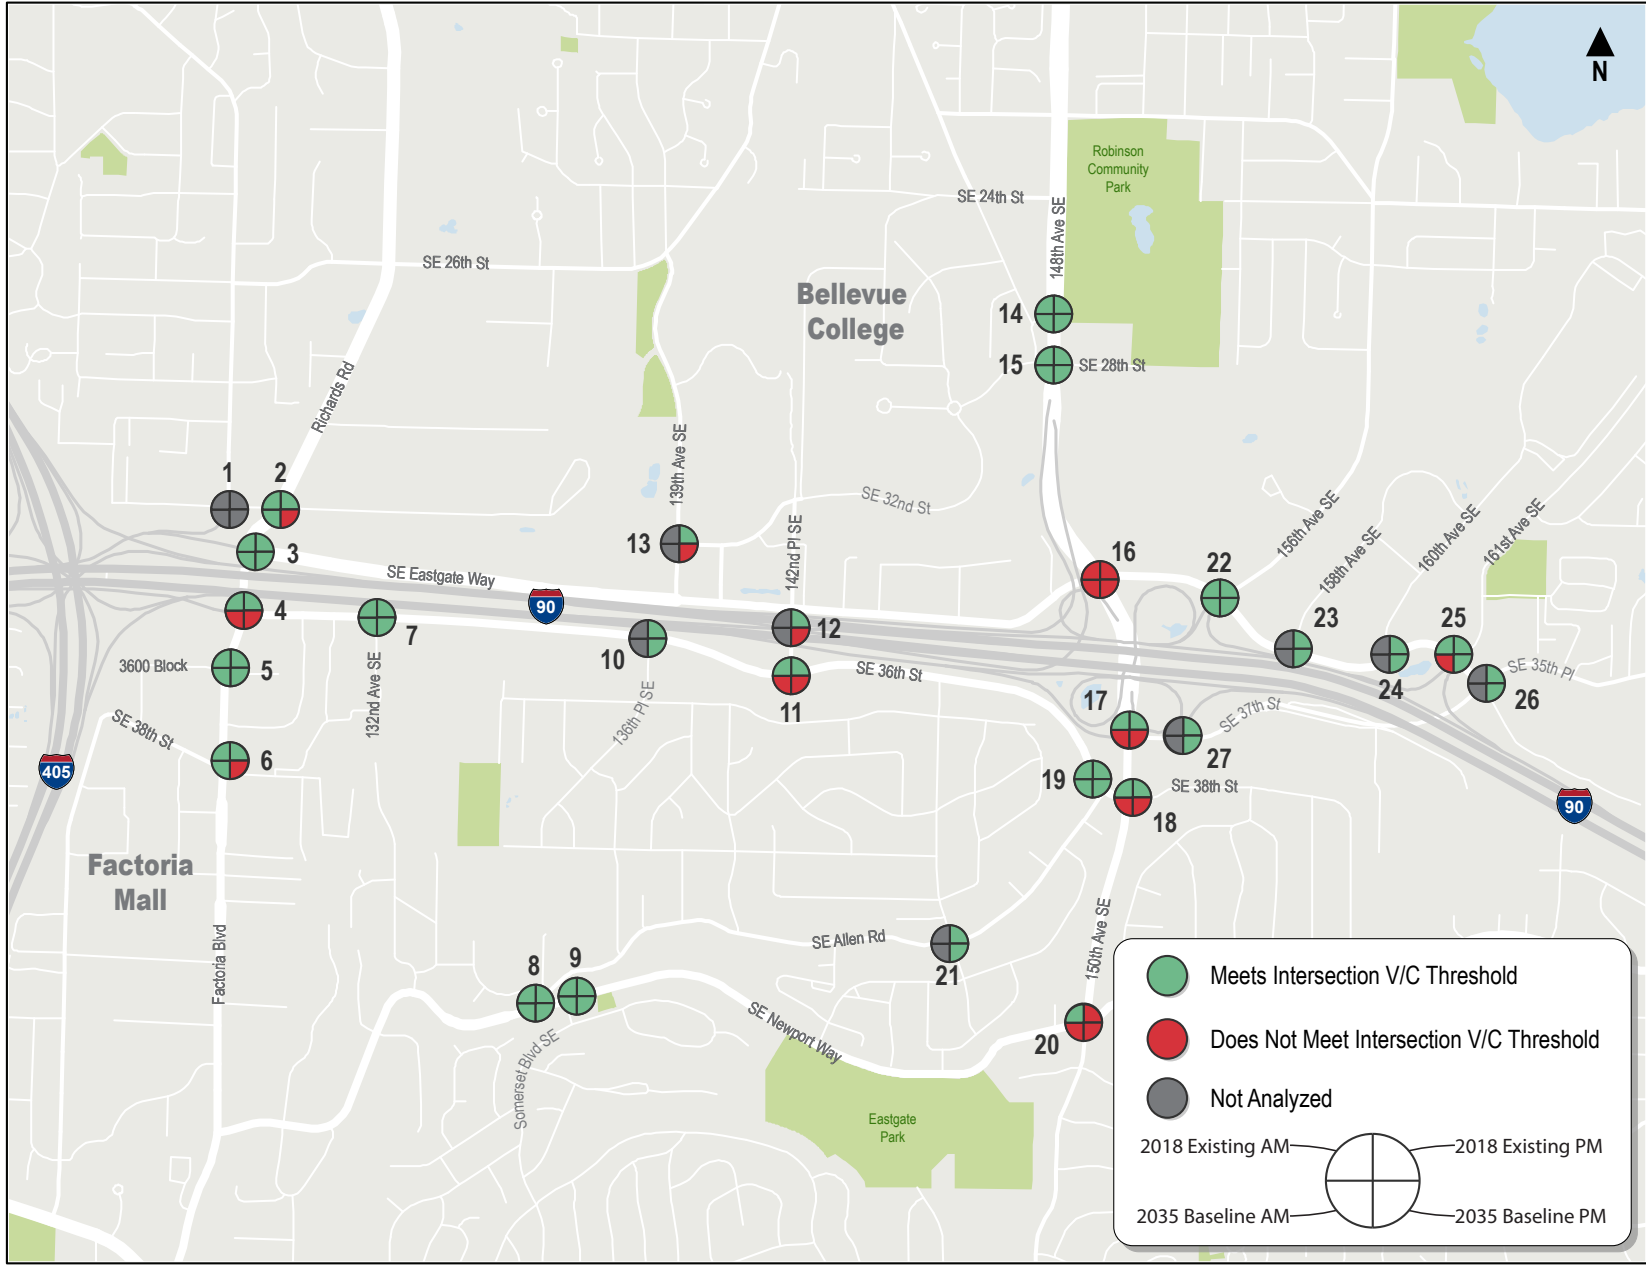 N
Robinson
Community
Park
SE 24th St
148th Ave SE
SE 26th St
Bellevue
College
14
15
SE 28th St
Richards Rd
139th Ave SE
1
2
SE 32nd St
142nd Pl SE
156th Ave SE
158th Ave SE
160th Ave SE
161st Ave SE
13
3
16
22
SE Eastgate Way
90
4
7
12
10
23
25
3600 Block
5
132nd Ave SE
136th Pl SE
SE 36th St
11
24
SE 35th Pl
26
SE 38th St
17
SE 37th St
27
6
405
19
SE 38th St
18
90
Factoria
Mall
Factoria Blvd
SE Allen Rd
150th Ave SE
21
8
9
SE Newport Way
20
Somerset Blvd SE
Eastgate
Park
Meets Intersection V/C Threshold
Does Not Meet Intersection V/C Threshold
Not Analyzed
2018 Existing AM
2018 Existing PM
2035 Baseline AM
2035 Baseline PM